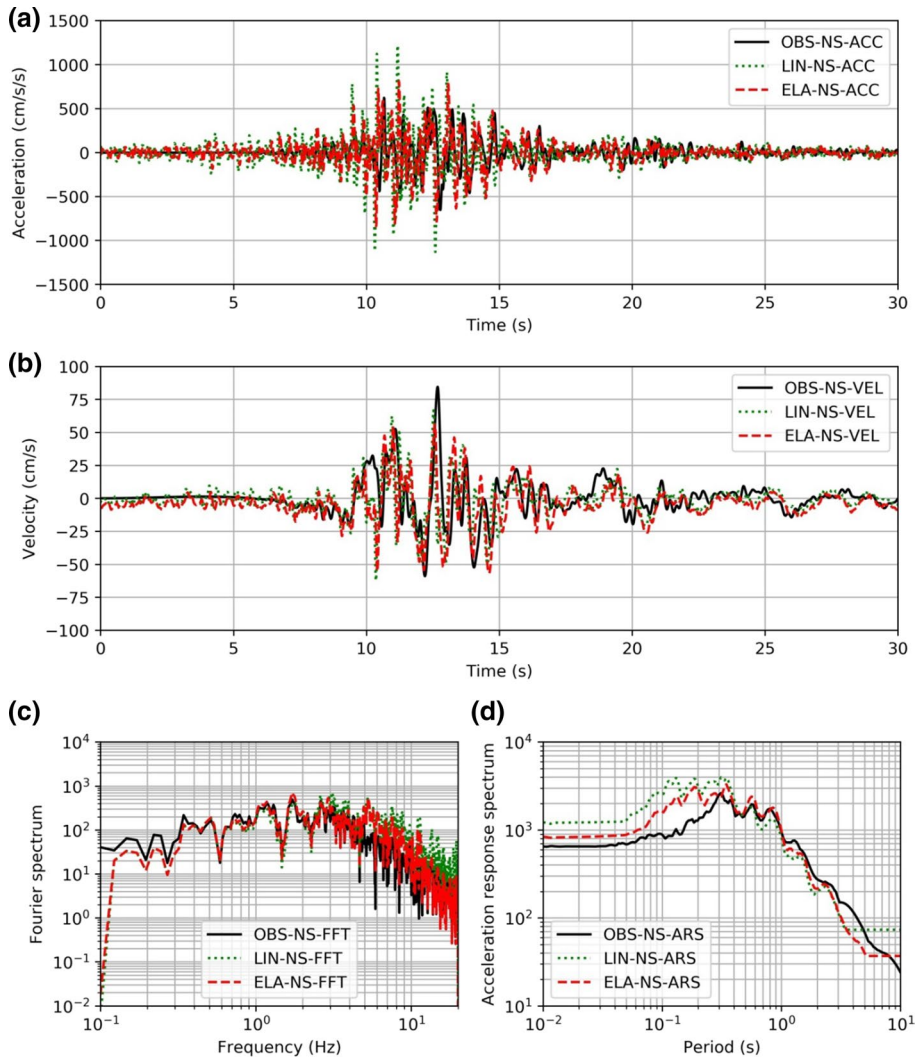 (a)
1500
1000
500
0
−500
−1000
−1500
Acceleration (cm/s/s)
OBS-NS-ACC
LIN-NS-ACC
ELA-NS-ACC
0 5 10 15 20 25 30
Time (s)
(b)
100
75
50
25
0
−25
−50
−75
−100
Velocity (cm/s)
OBS-NS-VEL
LIN-NS-VEL
ELA-NS-VEL
0 5 10 15 20 25 30
Time (s)
(c)
10⁴
10³
10²
10¹
10⁰
10⁻¹
10⁻²
Fourier spectrum
OBS-NS-FFT
LIN-NS-FFT
ELA-NS-FFT
10⁻¹ 10⁰ 10¹
Frequency (Hz)
(d)
10⁴
10³
10²
10¹
Acceleration response spectrum
OBS-NS-ARS
LIN-NS-ARS
ELA-NS-ARS
10⁻² 10⁻¹ 10⁰ 10¹
Period (s)